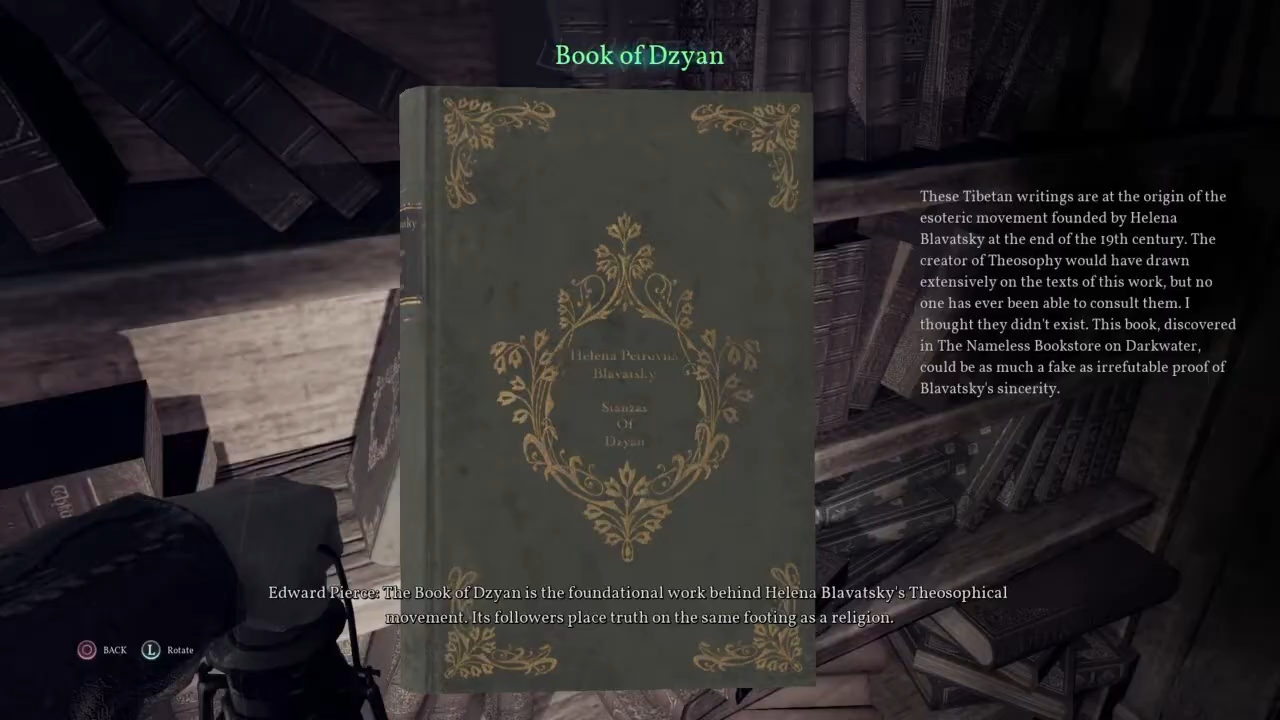 Book of Dzyan
These Tibetan writings are at the origin of the
esoteric movement founded by Helena
Blavatsky at the end of the 19th century. The
creator of Theosophy would have drawn
extensively on the texts of this work, but no
one has ever been able to consult them. I
thought they didn't exist. This book, discovered
in The Nameless Bookstore on Darkwater,
could be as much a fake as irrefutable proof of
Blavatsky's sincerity.
Helena Petrovna
Blavatsky
Stanzas
Of
Dzyan
Edward Pierce: The Book of Dzyan is the foundational work behind Helena Blavatsky's Theosophical
movement. Its followers place truth on the same footing as a religion.
BACK
L
Rotate